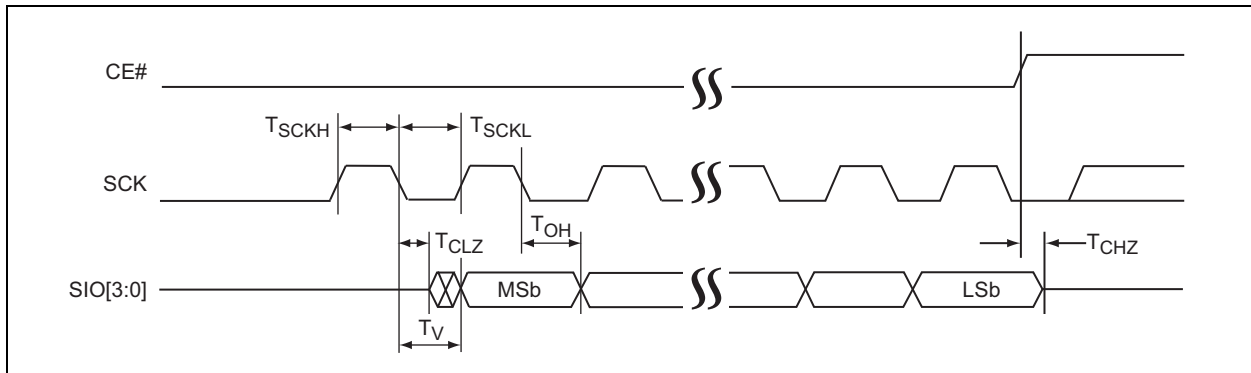 CE#
TSCKH
TSCKL
SCK
TOH
TCLZ
TCHZ
SIO[3:0]
MSb
LSb
TV